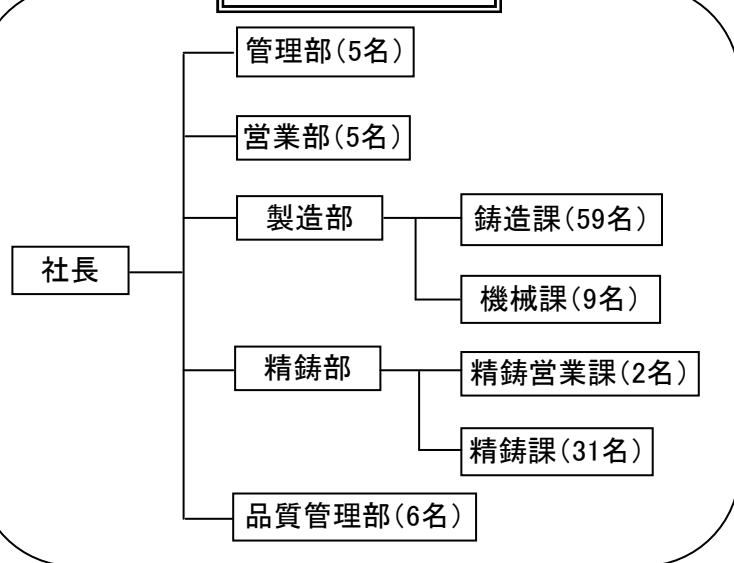 管理部(5名)
営業部(5名)
製造部
鋳造課(59名)
機械課(9名)
社長
精鋳部
精鋳営業課(2名)
精鋳課(31名)
品質管理部(6名)